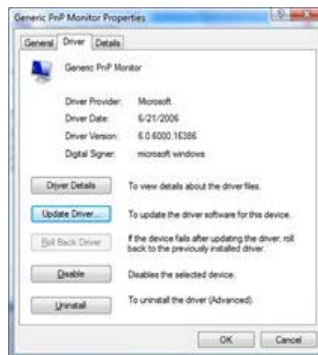 Generic PnP Monitor Properties
General Driver Details
Generic PnP Monitor
Driver Provider: Microsoft
Driver Date: 6/21/2006
Driver Version: 6.0.6000.16386
Digital Signer: microsoft windows
Driver Details To view details about the driver files.
Update Driver... To update the driver software for this device.
Roll Back Driver If the device fails after updating the driver, roll
back to the previously installed driver.
Disable Disables the selected device.
Uninstall To uninstall the driver (Advanced).
OK Cancel